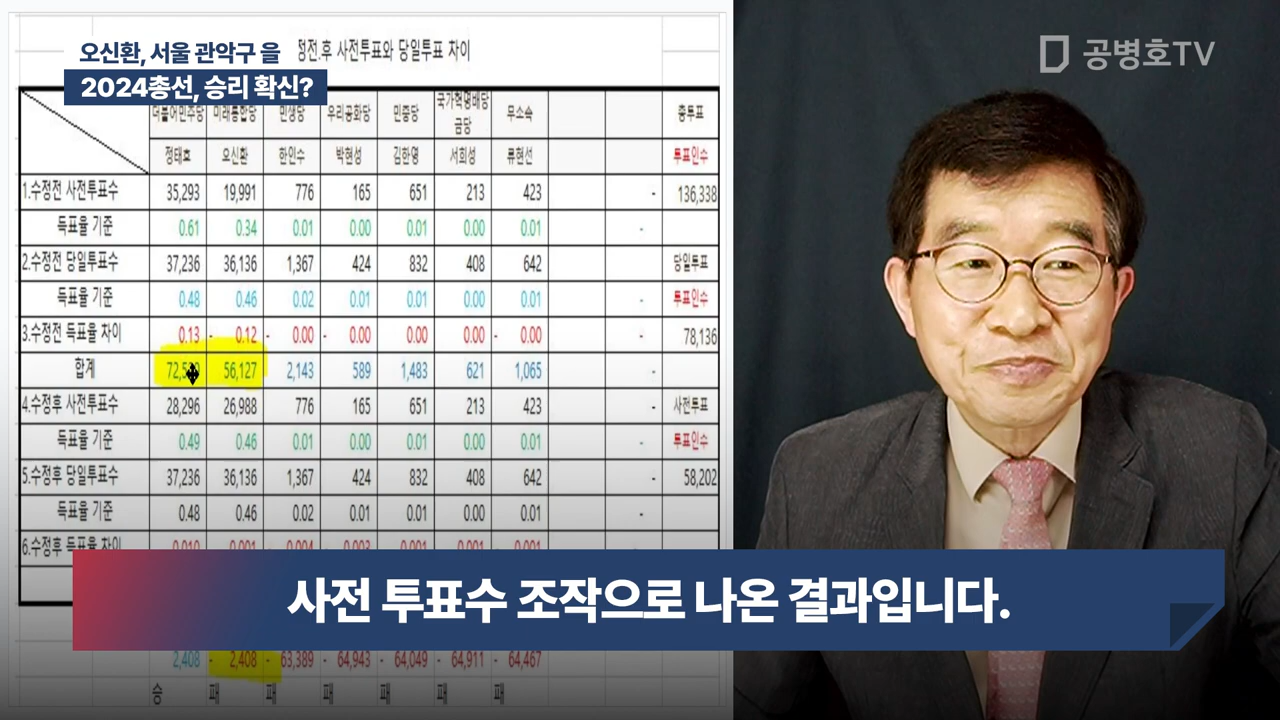 오신환, 서울 관악구 을
2024총선, 승리 확신?
정전.후 사전투표와 당일투표 차이
공병호TV
더불어민주당 미래통합당 민생당 우리공화당 민중당 국가혁명배당금당 무소속 총투표
정태호 오신환 한인수 박현성 김한영 서희성 류현선 투표인수
1.수정전 사전투표수 35,293 19,991 776 165 651 213 423 - 136,338
득표율 기준 0.61 0.34 0.01 0.00 0.01 0.00 0.01 -
2.수정전 당일투표수 37,236 36,136 1,367 424 832 408 642 - 당일투표
득표율 기준 0.48 0.46 0.02 0.01 0.01 0.00 0.01 - 투표인수
3.수정전 득표율 차이 0.13 - 0.12 - 0.00 - 0.00 0.00 0.00 - 0.00 - 78,136
합계 56,127 2,143 589 1,483 621 1,065 -
4.수정후 사전투표수 28,296 26,988 776 165 651 213 423 - 사전투표
득표율 기준 0.49 0.46 0.01 0.00 0.01 0.00 0.01 - 투표인수
5.수정후 당일투표수 37,236 36,136 1,367 424 832 408 642 - 58,202
득표율 기준 0.48 0.46 0.02 0.01 0.01 0.00 0.01 -
6.수정후 득표율 차이
사전 투표수 조작으로 나온 결과입니다.
2,408 - 2,408 - 63,389 - 64,943 - 64,049 - 64,911 - 64,467
승 패 패 패 패 패 패